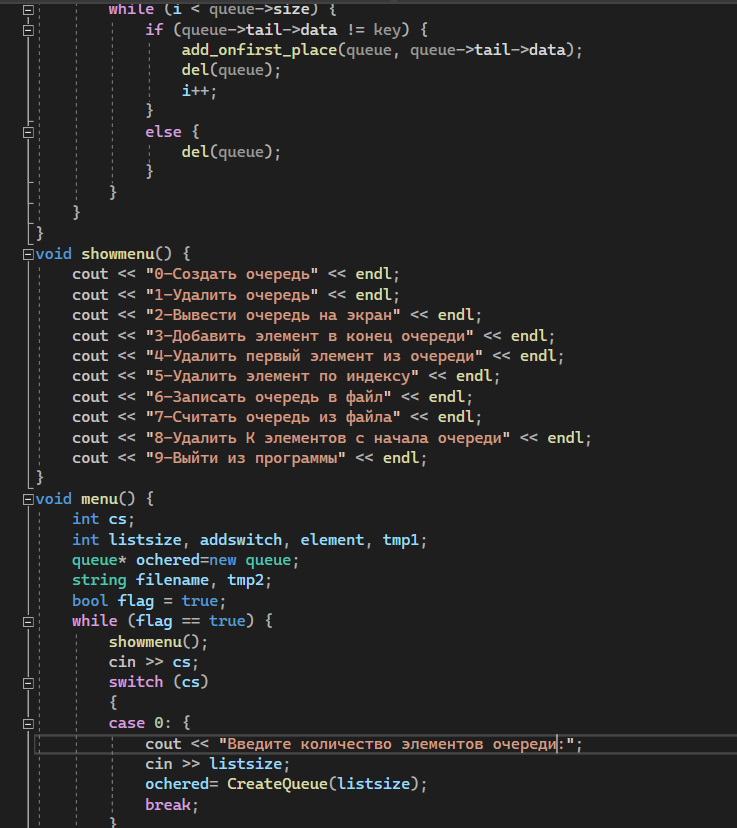 while (i < queue->size) {
if (queue->tail->data != key) {
add_onfirst_place(queue, queue->tail->data);
del(queue);
i++;
}
else {
del(queue);
}
}
}
}
void showmenu() {
cout << "0-Создать очередь" << endl;
cout << "1-Удалить очередь" << endl;
cout << "2-Вывести очередь на экран" << endl;
cout << "3-Добавить элемент в конец очереди" << endl;
cout << "4-Удалить первый элемент из очереди" << endl;
cout << "5-Удалить элемент по индексу" << endl;
cout << "6-Записать очередь в файл" << endl;
cout << "7-Считать очередь из файла" << endl;
cout << "8-Удалить К элементов с начала очереди" << endl;
cout << "9-Выйти из программы" << endl;
}
void menu() {
int cs;
int listsize, addswitch, element, tmp1;
queue* ochered=new queue;
string filename, tmp2;
bool flag = true;
while (flag == true) {
showmenu();
cin >> cs;
switch (cs)
{
case 0: {
cout << "Введите количество элементов очереди:";
cin >> listsize;
ochered= CreateQueue(listsize);
break;
}